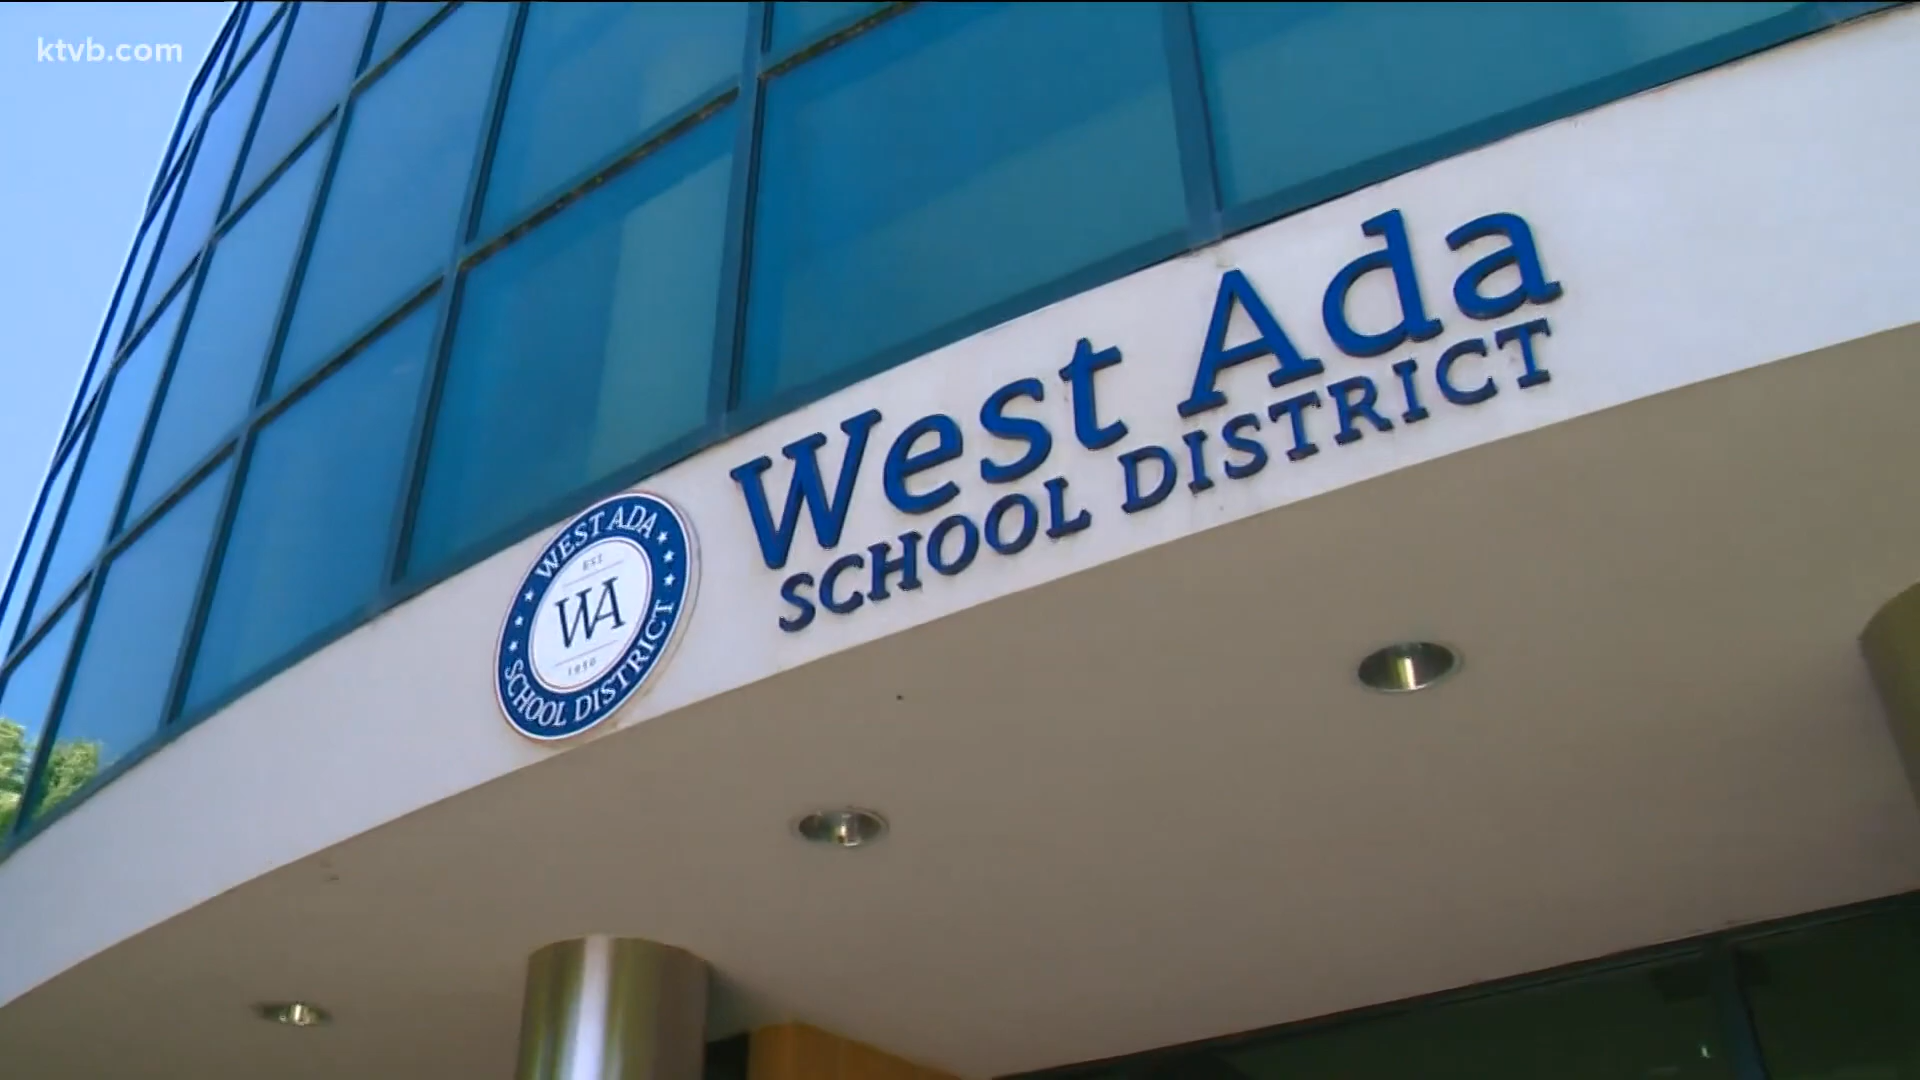 ktvb.com
West Ada
SCHOOL DISTRICT
WEST ADA
EST
WA
1950
SCHOOL DISTRICT